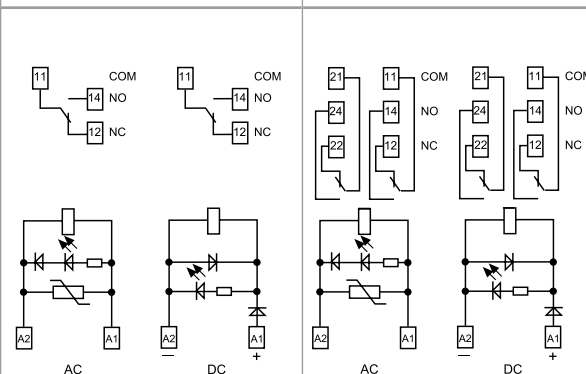 11 COM 11 COM 21 11 COM 21 11 COM
14 NO 14 NO 24 14 NO 24 14 NO
12 NC 12 NC 22 12 NC 22 12 NC
A2 A1 A2 A1 A2 A1 A2 A1
— + — +
AC DC AC DC